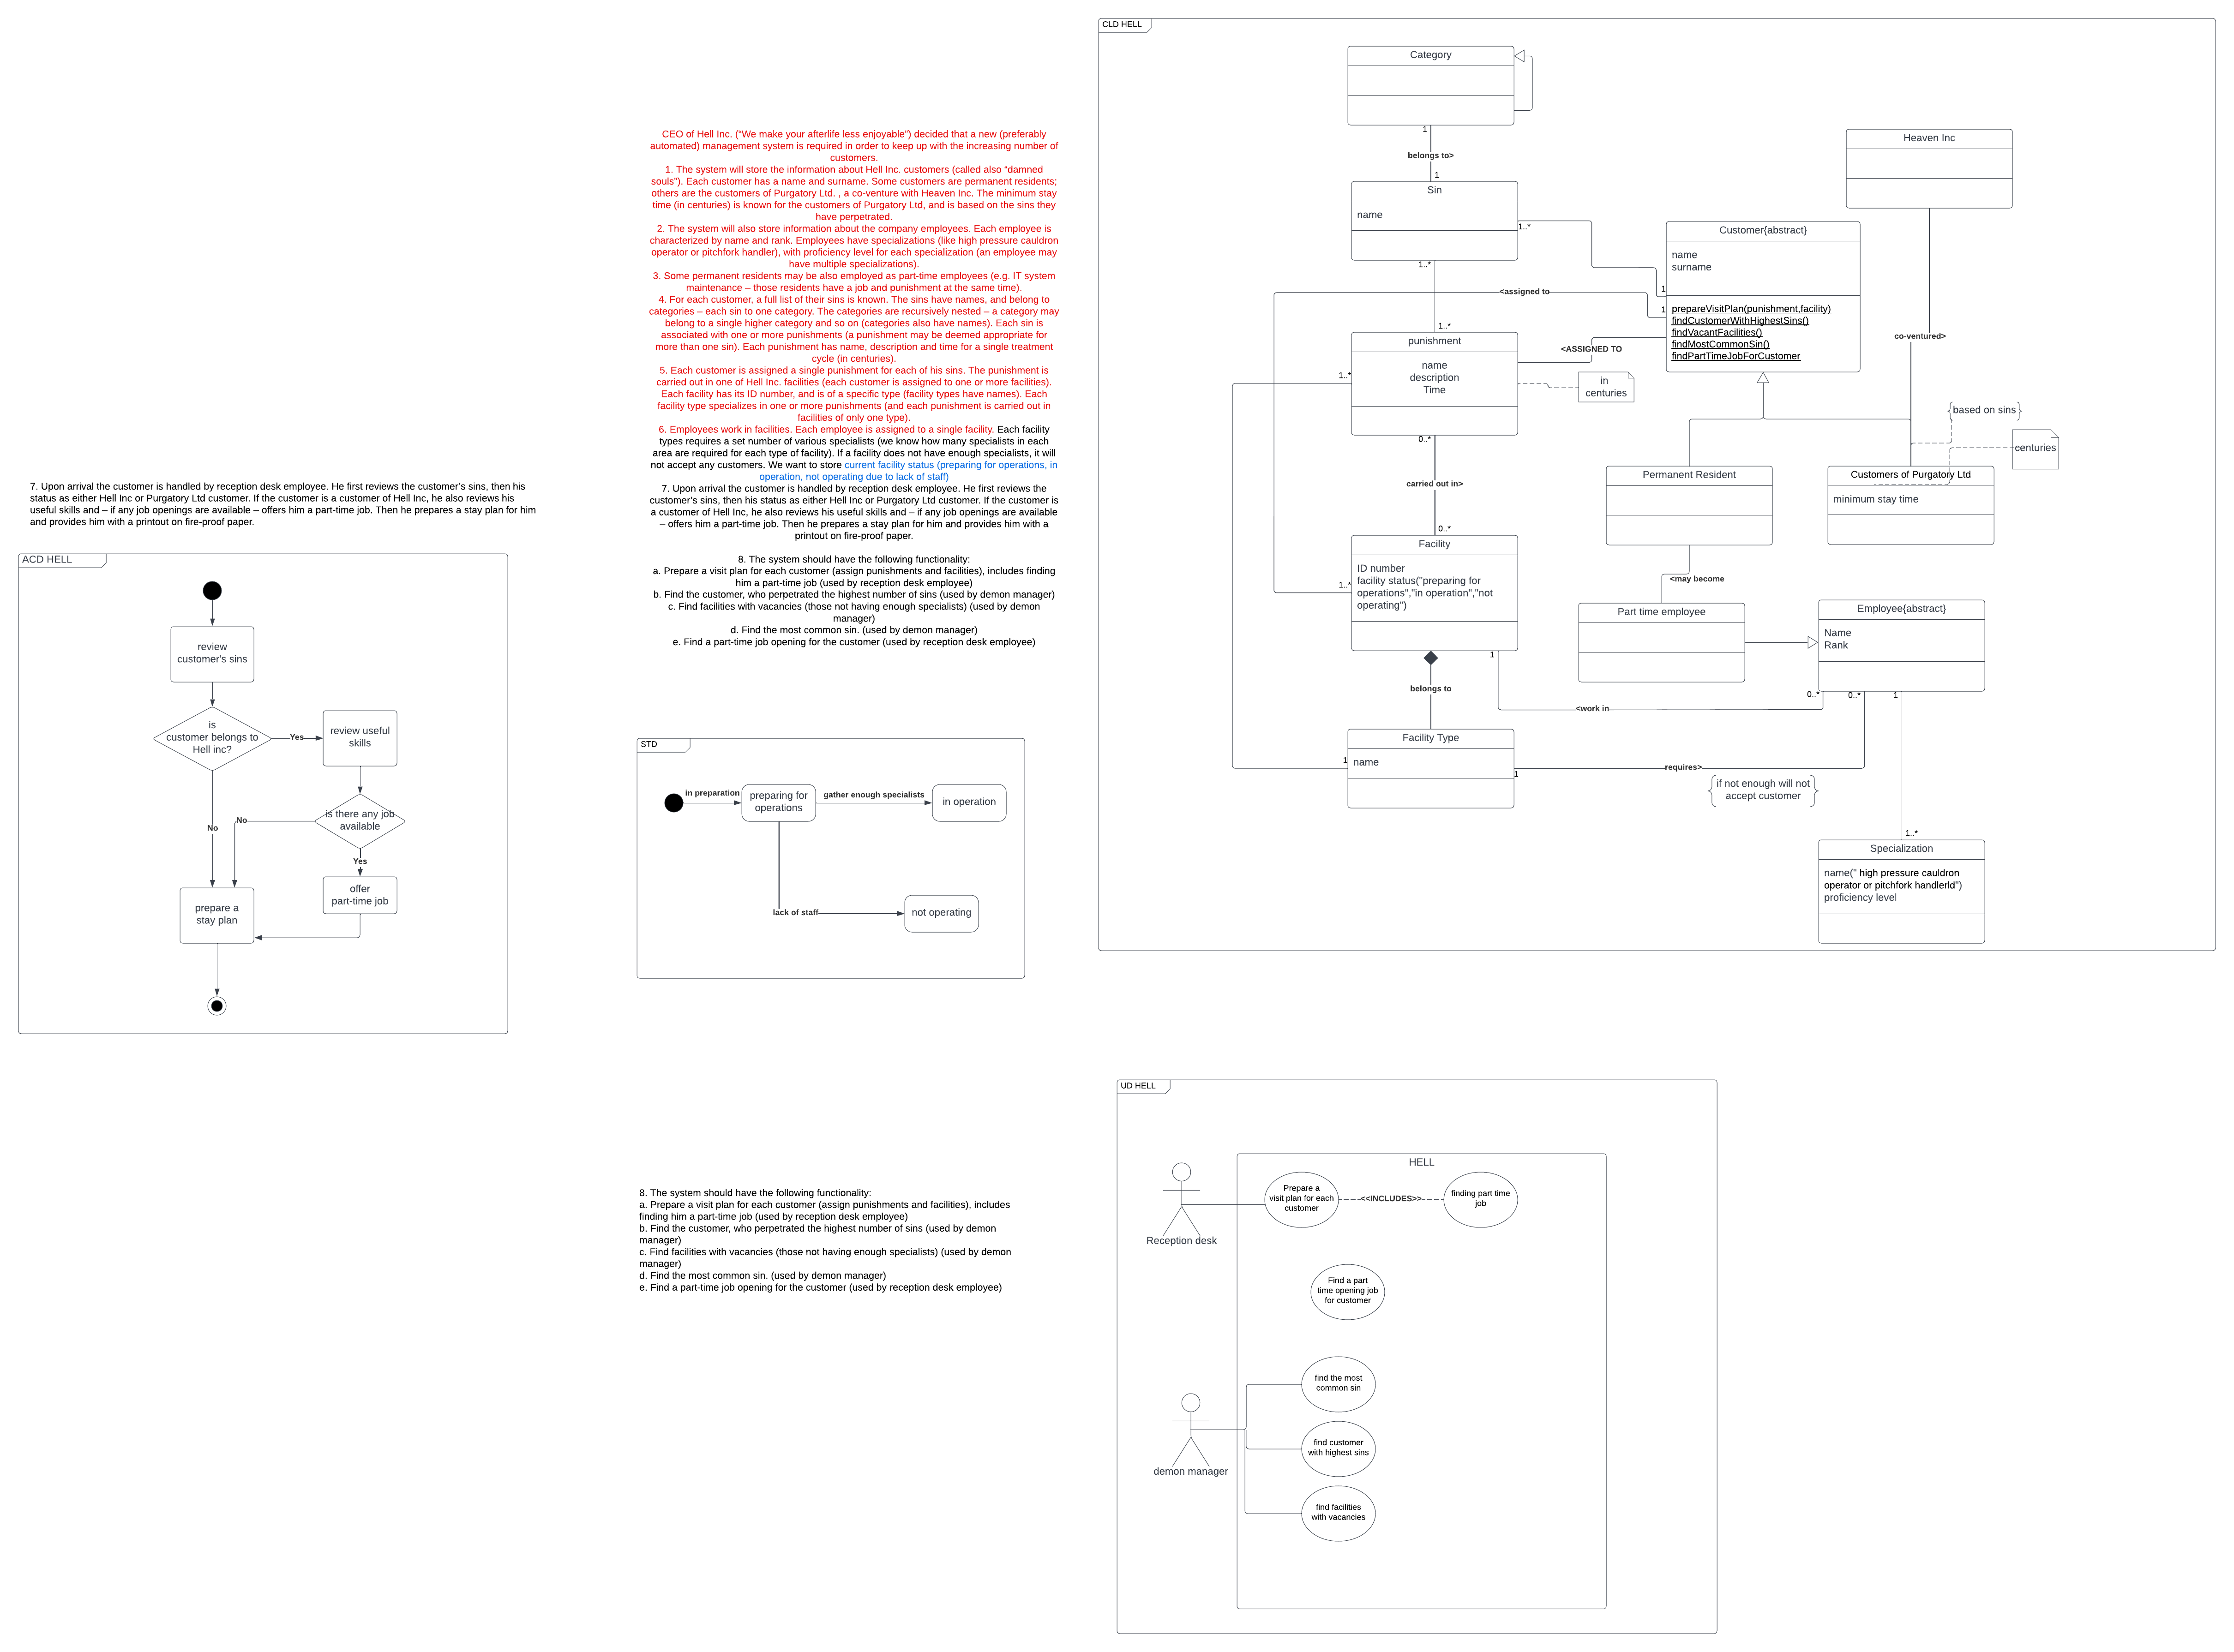 7. Upon arrival the customer is handled by reception desk employee. He first reviews the customer's sins, then his
status as either Hell Inc or Purgatory Ltd customer. If the customer is a customer of Hell Inc, he also reviews his
useful skills and – if any job openings are available – offers him a part-time job. Then he prepares a stay plan for him
and provides him with a printout on fire-proof paper.
ACD HELL
review
customer's sins
is
customer belongs to
Hell inc?
Yes
review useful
skills
is there any job
available
No
No
Yes
offer
part-time job
prepare a
stay plan
CEO of Hell Inc. ("We make your afterlife less enjoyable") decided that a new (preferably
automated) management system is required in order to keep up with the increasing number of
customers.
1. The system will store the information about Hell Inc. customers (called also "damned
souls"). Each customer has a name and surname. Some customers are permanent residents;
others are the customers of Purgatory Ltd. , a co-venture with Heaven Inc. The minimum stay
time (in centuries) is known for the customers of Purgatory Ltd, and is based on the sins they
have perpetrated.
2. The system will also store information about the company employees. Each employee is
characterized by name and rank. Employees have specializations (like high pressure cauldron
operator or pitchfork handler), with proficiency level for each specialization (an employee may
have multiple specializations).
3. Some permanent residents may be also employed as part-time employees (e.g. IT system
maintenance – those residents have a job and punishment at the same time).
4. For each customer, a full list of their sins is known. The sins have names, and belong to
categories – each sin to one category. The categories are recursively nested – a category may
belong to a single higher category and so on (categories also have names). Each sin is
associated with one or more punishments (a punishment may be deemed appropriate for
more than one sin). Each punishment has name, description and time for a single treatment
cycle (in centuries).
5. Each customer is assigned a single punishment for each of his sins. The punishment is
carried out in one of Hell Inc. facilities (each customer is assigned to one or more facilities).
Each facility has its ID number, and is of a specific type (facility types have names). Each
facility type specializes in one or more punishments (and each punishment is carried out in
facilities of only one type).
6. Employees work in facilities. Each employee is assigned to a single facility. Each facility
types requires a set number of various specialists (we know how many specialists in each
area are required for each type of facility). If a facility does not have enough specialists, it will
not accept any customers. We want to store current facility status (preparing for operations, in
operation, not operating due to lack of staff)
7. Upon arrival the customer is handled by reception desk employee. He first reviews the
customer's sins, then his status as either Hell Inc or Purgatory Ltd customer. If the customer is
a customer of Hell Inc, he also reviews his useful skills and – if any job openings are available
– offers him a part-time job. Then he prepares a stay plan for him and provides him with a
printout on fire-proof paper.
8. The system should have the following functionality:
a. Prepare a visit plan for each customer (assign punishments and facilities), includes finding
him a part-time job (used by reception desk employee)
b. Find the customer, who perpetrated the highest number of sins (used by demon manager)
c. Find facilities with vacancies (those not having enough specialists) (used by demon
manager)
d. Find the most common sin. (used by demon manager)
e. Find a part-time job opening for the customer (used by reception desk employee)
STD
in preparation
preparing for
operations
gather enough specialists
in operation
lack of staff
not operating
8. The system should have the following functionality:
a. Prepare a visit plan for each customer (assign punishments and facilities), includes
finding him a part-time job (used by reception desk employee)
b. Find the customer, who perpetrated the highest number of sins (used by demon
manager)
c. Find facilities with vacancies (those not having enough specialists) (used by demon
manager)
d. Find the most common sin. (used by demon manager)
e. Find a part-time job opening for the customer (used by reception desk employee)
CLD HELL
Category
1
belongs to>
1
Sin
name
1..*
1..*
1..*
Heaven Inc
co-ventured>
Customer{abstract}
name
surname
1
1
prepareVisitPlan(punishment,facility)
findCustomerWithHighestSins()
findVacantFacilities()
findMostCommonSin()
findPartTimeJobForCustomer
<assigned to
<ASSIGNED TO
punishment
name
description
Time
1..*
in
centuries
0..*
carried out in>
0..*
based on sins
centuries
Permanent Resident
Customers of Purgatory Ltd
minimum stay time
Facility
ID number
facility status("preparing for
operations","in operation","not
operating")
1..*
1
<may become
Part time employee
Employee{abstract}
Name
Rank
0..*
0..*
1
belongs to
<work in
Facility Type
name
1
1
requires>
if not enough will not
accept customer
1..*
Specialization
name(" high pressure cauldron
operator or pitchfork handlerld")
proficiency level
UD HELL
HELL
Reception desk
Prepare a
visit plan for each
customer
<<INCLUDES>>
finding part time
job
Find a part
time opening job
for customer
demon manager
find the most
common sin
find customer
with highest sins
find facilities
with vacancies